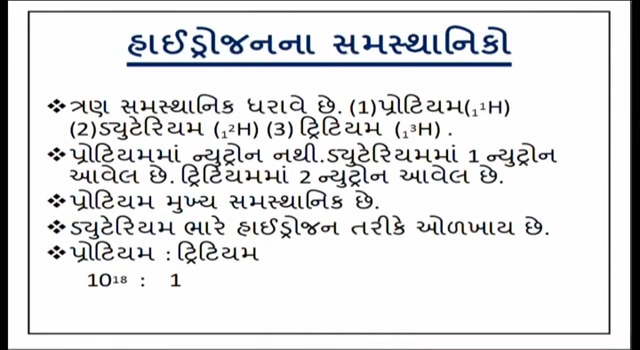 હાઈડ્રોજનના સમસ્થાનિકો
❖ત્રણ સમસ્થાનિક ધરાવે છે. (1)પ્રોટિયમ(₁¹H)
(2)ડ્યુટેરિયમ (₁²H) (3) ટ્રિટિયમ (₁³H) .
❖પ્રોટિયમમાં ન્યુટ્રોન નથી.ડ્યુટેરિયમમાં 1 ન્યુટ્રોન
આવેલ છે. ટ્રિટિયમમાં 2 ન્યુટ્રોન આવેલ છે.
❖પ્રોટિયમ મુખ્ય સમસ્થાનિક છે.
❖ડ્યુટેરિયમ ભારે હાઈડ્રોજન તરીકે ઓળખાય છે.
❖પ્રોટિયમ : ટ્રિટિયમ
10¹⁸ : 1